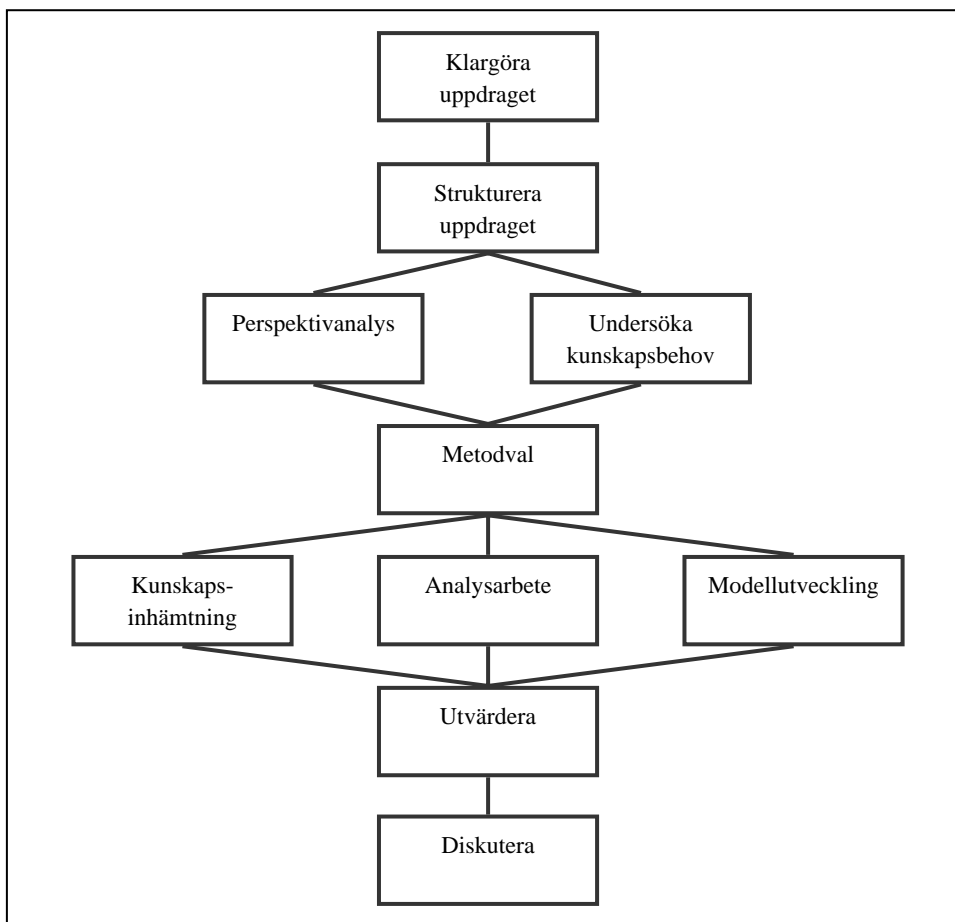 Klargöra
uppdraget
Strukturera
uppdraget
Perspektivanalys
Undersöka
kunskapsbehov
Metodval
Kunskaps-
inhämtning
Analysarbete
Modellutveckling
Utvärdera
Diskutera